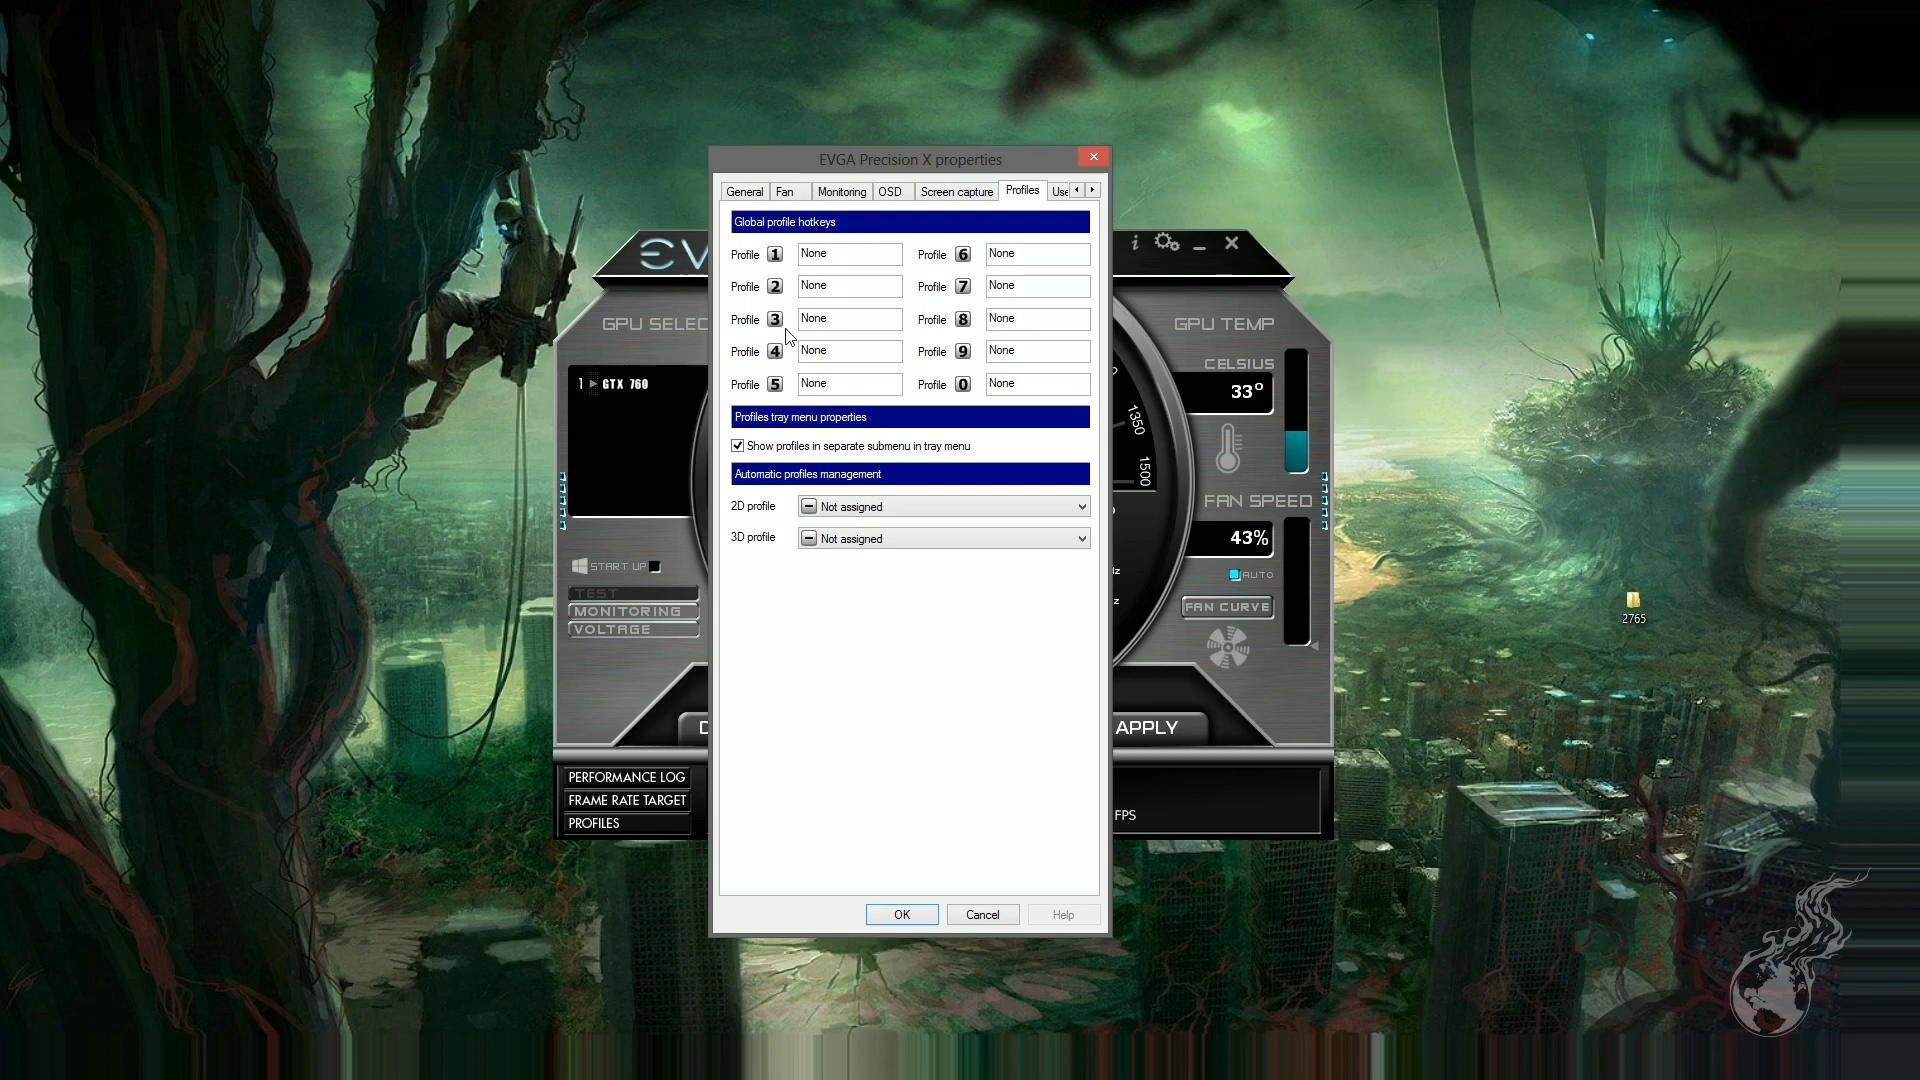 EVGA Precision X properties
General
Fan
Monitoring
OSD
Screen capture
Profiles
Global profile hotkeys
Profile 1 None
Profile 6 None
Profile 2 None
Profile 7 None
Profile 3 None
Profile 8 None
Profile 4 None
Profile 9 None
Profile 5 None
Profile 0 None
Profiles tray menu properties
Show profiles in separate submenu in tray menu
Automatic profiles management
2D profile Not assigned
3D profile Not assigned
OK
Cancel
Help
1 GTX 760
START UP
TEST
MONITORING
VOLTAGE
PERFORMANCE LOG
FRAME RATE TARGET
PROFILES
1350
1500
i
GPU TEMP
CELSIUS
33°
FAN SPEED
43%
AUTO
FAN CURVE
APPLY
FPS
2765